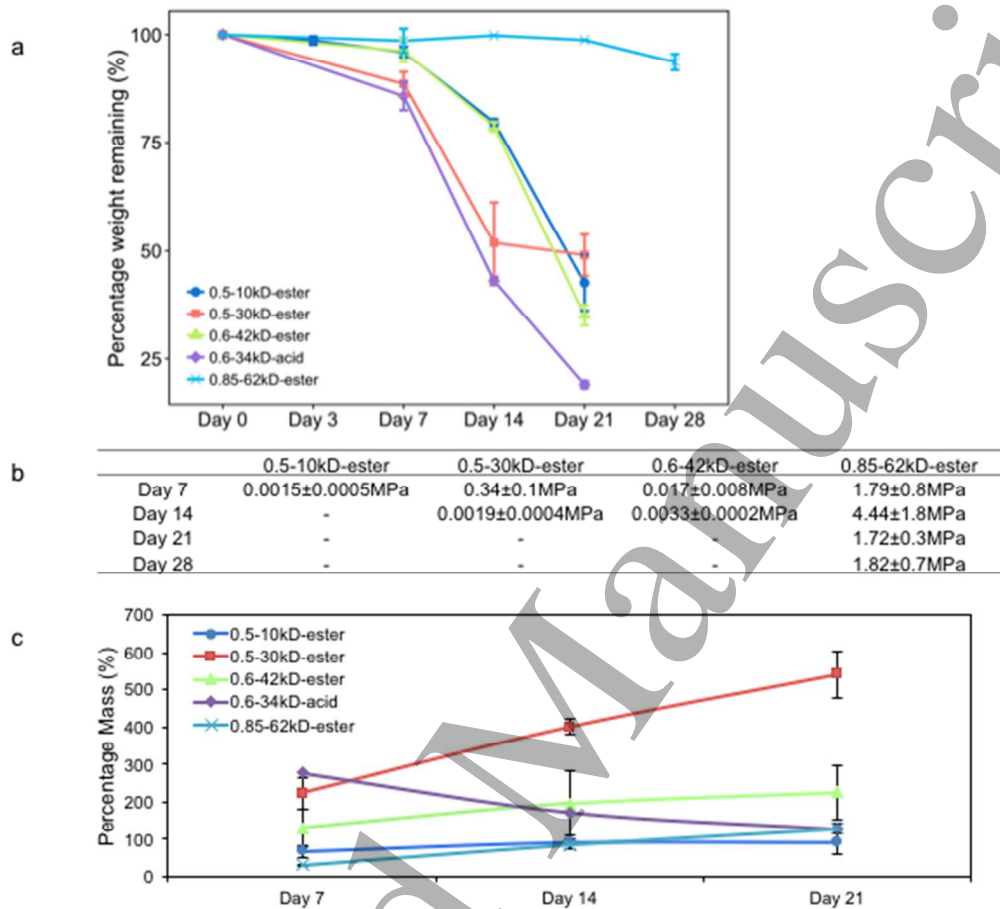 a
Percentage weight remaining (%)
100
75
50
25
0.5-10kD-ester
0.5-30kD-ester
0.6-42kD-ester
0.6-34kD-acid
0.85-62kD-ester
Day 0 Day 3 Day 7 Day 14 Day 21 Day 28
b
0.5-10kD-ester 0.5-30kD-ester 0.6-42kD-ester 0.85-62kD-ester
Day 7 0.0015±0.0005MPa 0.34±0.1MPa 0.017±0.008MPa 1.79±0.8MPa
Day 14 - 0.0019±0.0004MPa 0.0033±0.0002MPa 4.44±1.8MPa
Day 21 - - - 1.72±0.3MPa
Day 28 - - - 1.82±0.7MPa
c
Percentage Mass (%)
700
600
500
400
300
200
100
0
0.5-10kD-ester
0.5-30kD-ester
0.6-42kD-ester
0.6-34kD-acid
0.85-62kD-ester
Day 7 Day 14 Day 21
d Manuscri